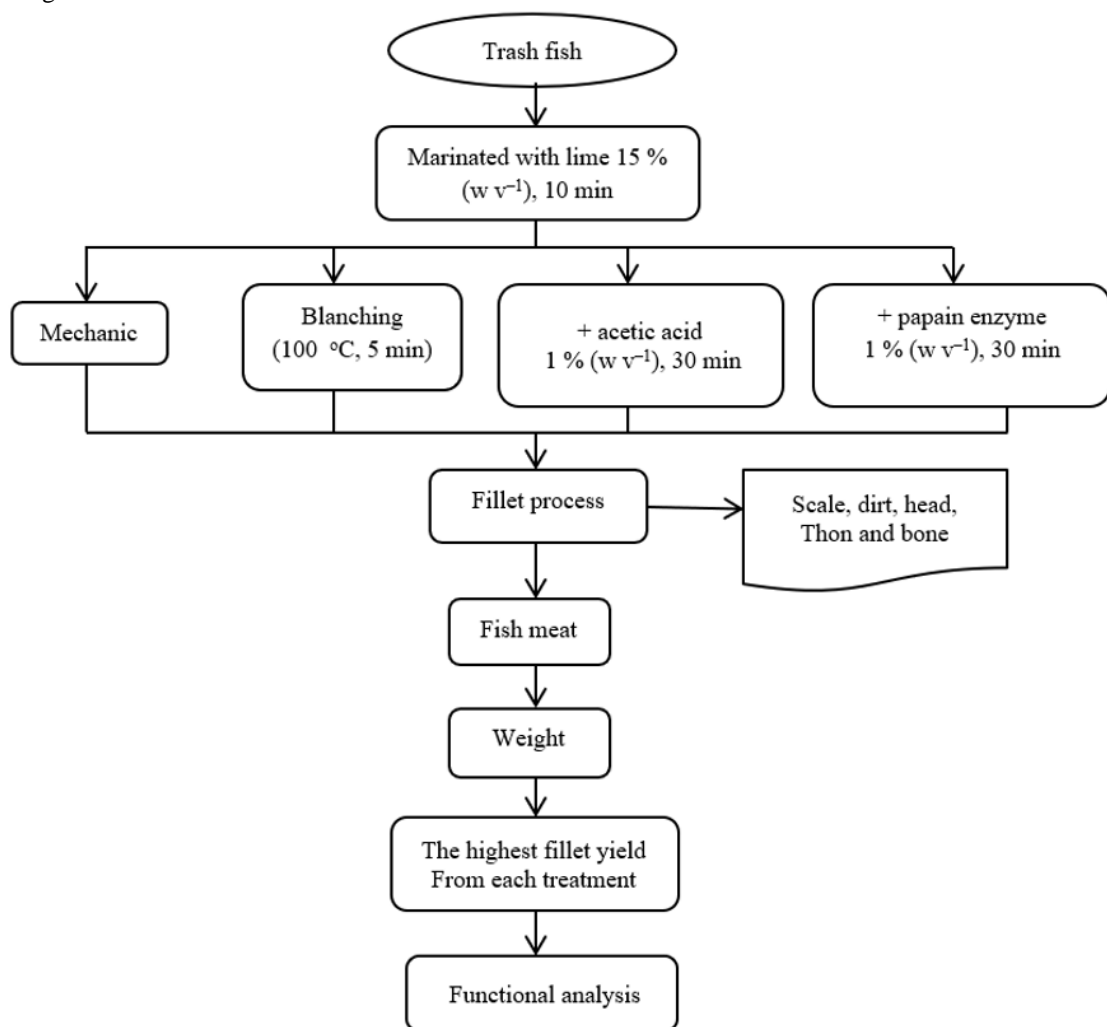 Trash fish
Marinated with lime 15 %
(w v⁻¹), 10 min
Mechanic
Blanching
(100 °C, 5 min)
+ acetic acid
1 % (w v⁻¹), 30 min
+ papain enzyme
1 % (w v⁻¹), 30 min
Fillet process
Scale, dirt, head,
Thon and bone
Fish meat
Weight
The highest fillet yield
From each treatment
Functional analysis